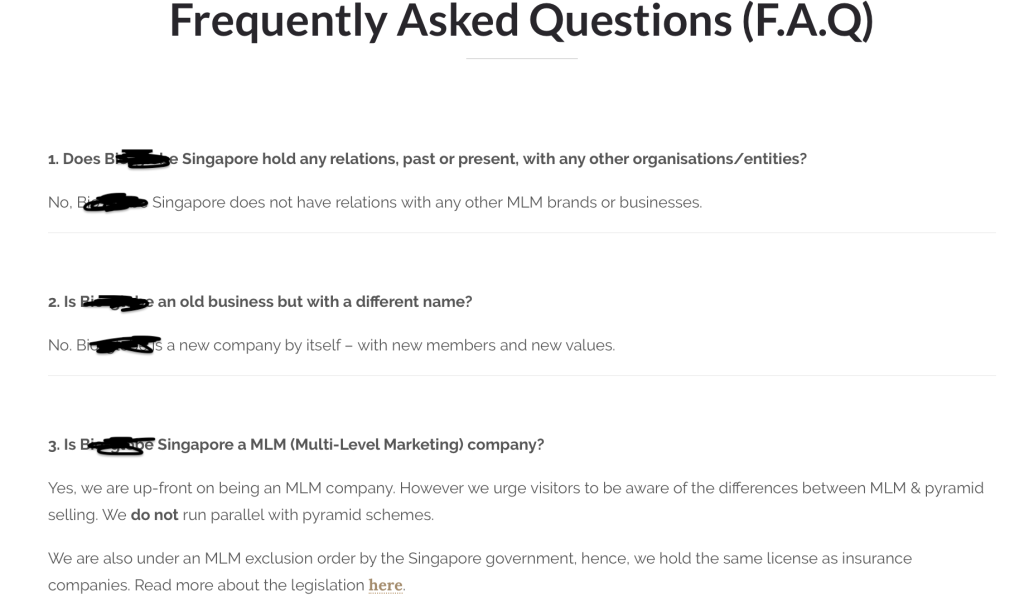 Frequently Asked Questions (F.A.Q)
1. Does Singapore hold any relations, past or present, with any other organisations/entities?
No, Singapore does not have relations with any other MLM brands or businesses.
2. Is an old business but with a different name?
No. is a new company by itself – with new members and new values.
3. Is Singapore a MLM (Multi-Level Marketing) company?
Yes, we are up-front on being an MLM company. However we urge visitors to be aware of the differences between MLM & pyramid
selling. We do not run parallel with pyramid schemes.
We are also under an MLM exclusion order by the Singapore government, hence, we hold the same license as insurance
companies. Read more about the legislation here.